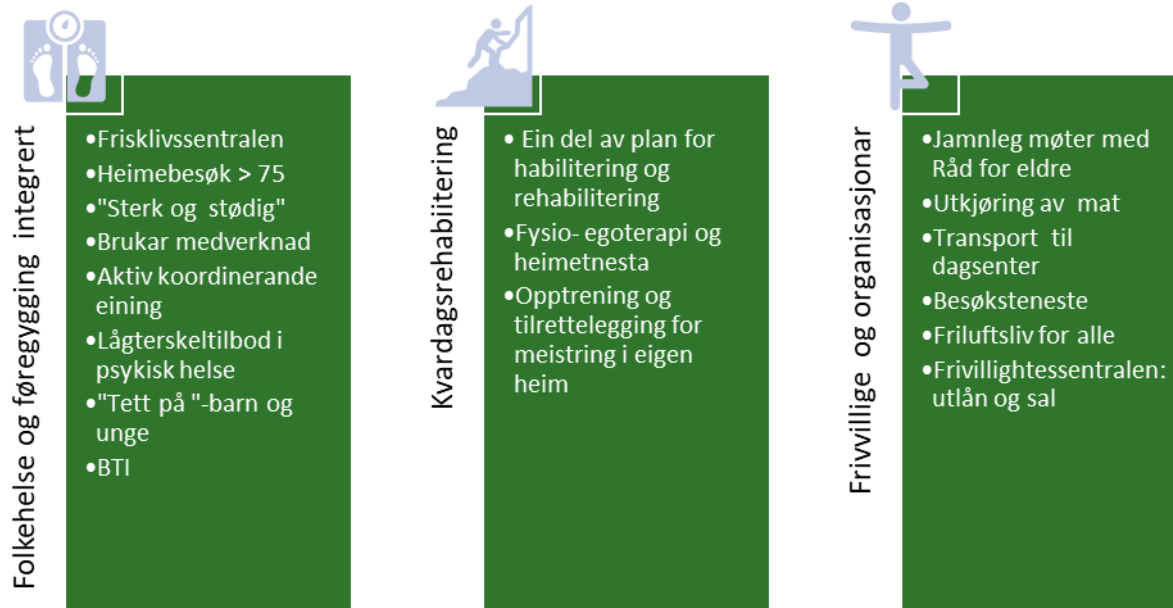 Folkehelse og føregygging integrert
•Frisklivssentralen
•Heimebesøk > 75
•"Sterk og stødig"
•Brukar medverknad
•Aktiv koordinerande
eining
•Lågterskeltilbod i
psykisk helse
•"Tett på "-barn og
unge
•BTI
Kvardagsrehabiitering
• Ein del av plan for
habilitering og
rehabilitering
•Fysio- egoterapi og
heimetnesta
•Opptrening og
tilrettelegging for
meistring i eigen
heim
Frivvillige og organisasjonar
•Jamnleg møter med
Råd for eldre
•Utkjøring av mat
•Transport til
dagsenter
•Besøksteneste
•Friluftsliv for alle
•Frivillightessentralen:
utlån og sal